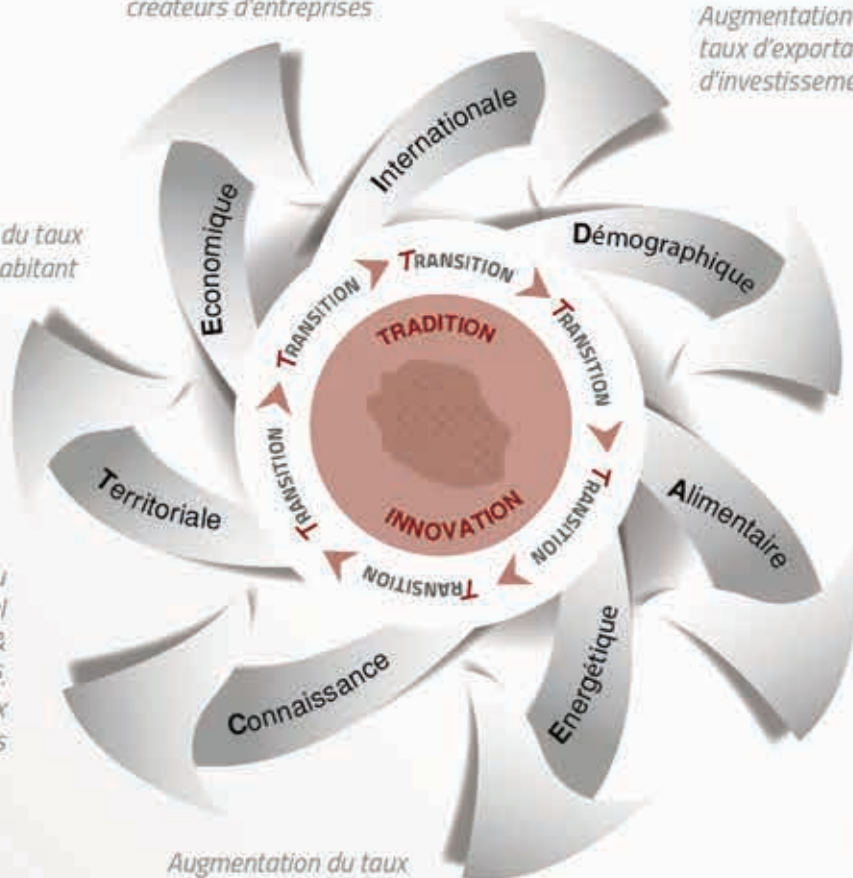 créateurs d'entreprises
Augmentation
taux d'exporta
d'investisseme
Internationale
Economique
Démographique
du taux
abitant
TRANSITION
TRANSITION
TRANSITION
TRADITION
INNOVATION
TRANSITION
TRANSITION
TRANSITION
TRANSITION
Territoriale
Alimentaire
Energétique
Connaissance
Augmentation du taux